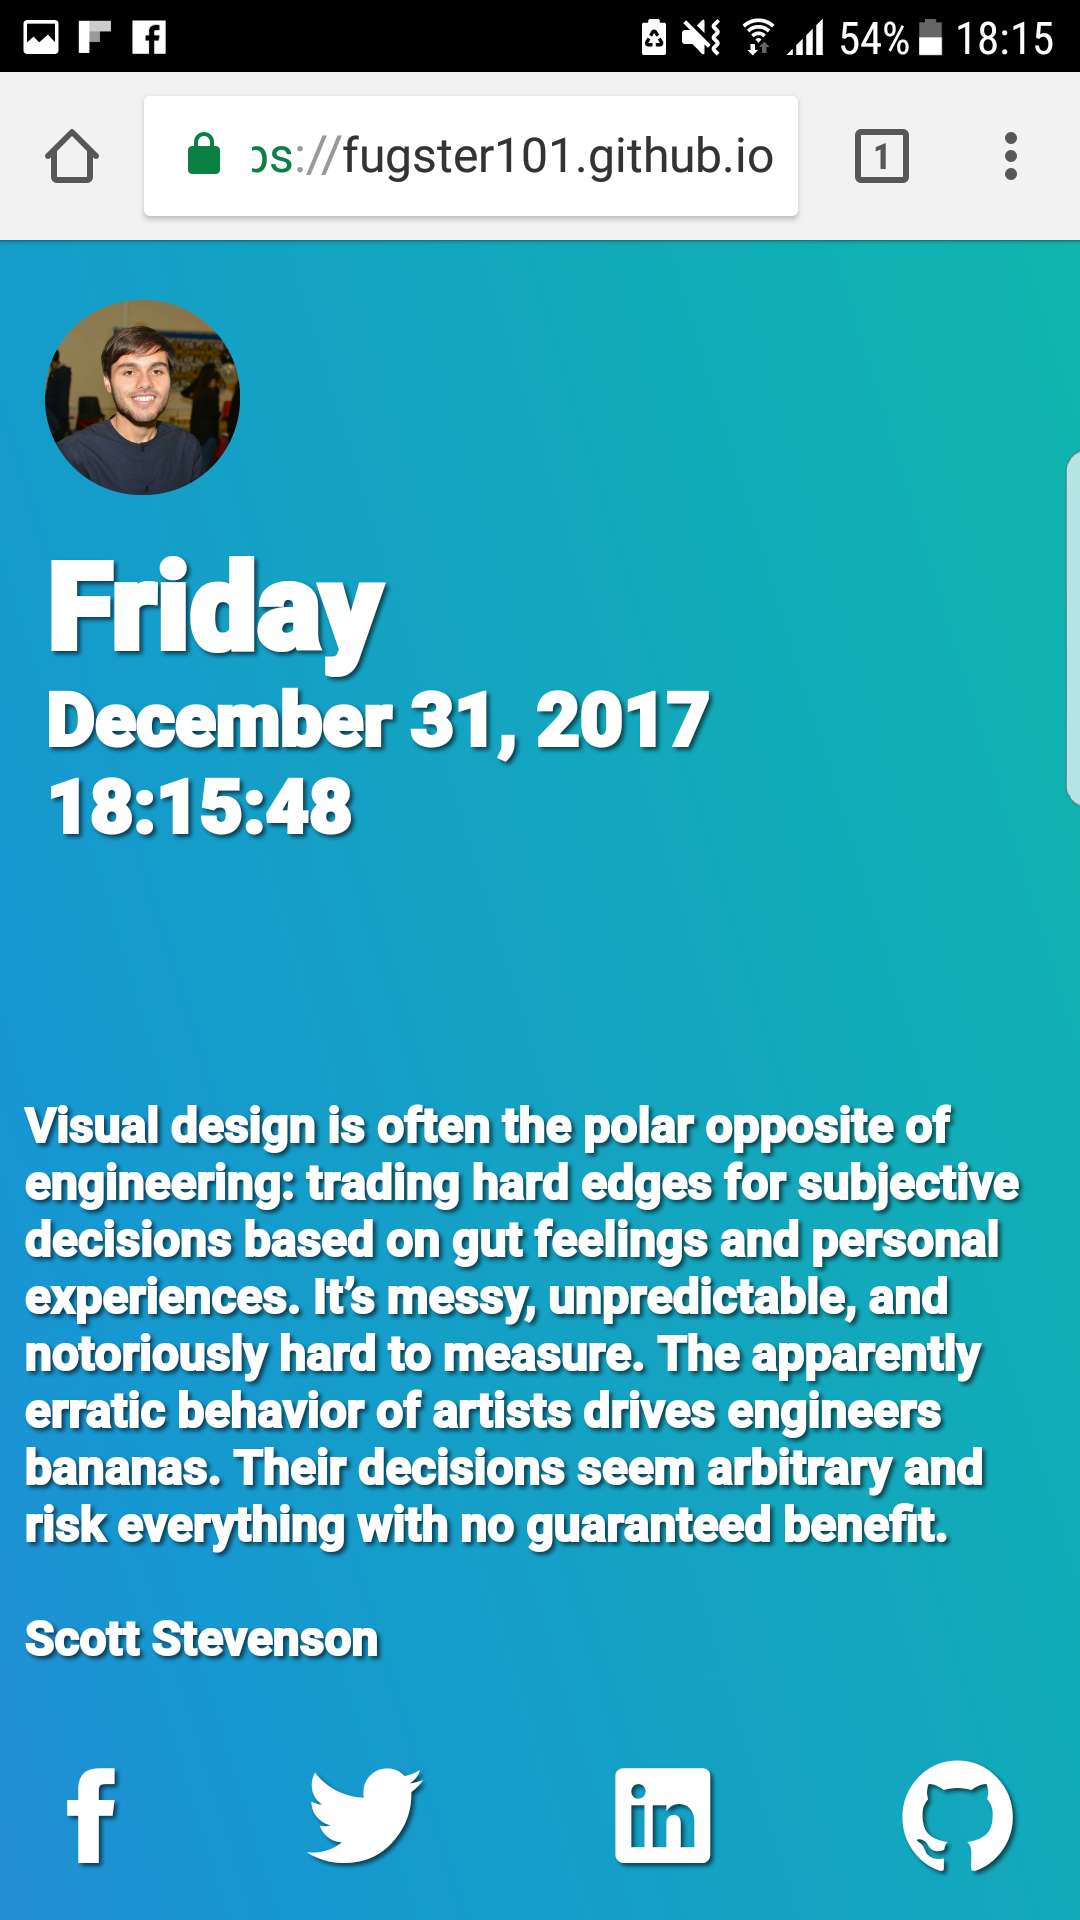 54% 18:15
ps://fugster101.github.io
1
Friday
December 31, 2017
18:15:48
Visual design is often the polar opposite of
engineering: trading hard edges for subjective
decisions based on gut feelings and personal
experiences. It’s messy, unpredictable, and
notoriously hard to measure. The apparently
erratic behavior of artists drives engineers
bananas. Their decisions seem arbitrary and
risk everything with no guaranteed benefit.
Scott Stevenson